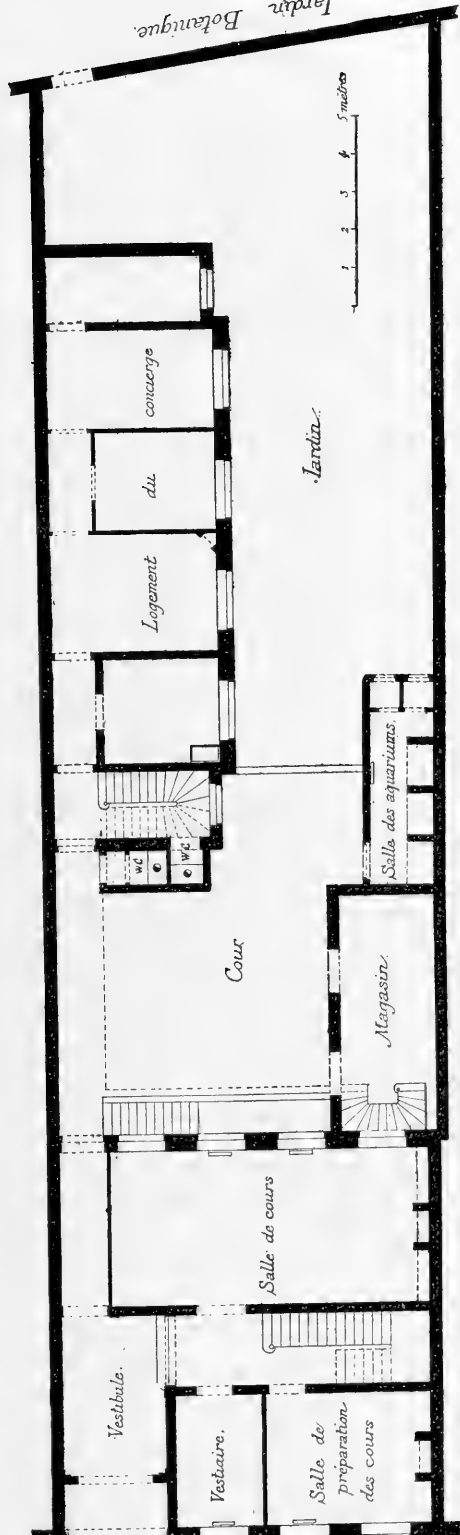 Jardin Botanique.
1 2 3 4 5 mètres
concierge
du
Logement
Jardin.
Salle des aquariums.
WC
WC
Cour
Magasin.
Salle de cours
Vestibule.
Vestiaire.
Salle de
préparation
des cours